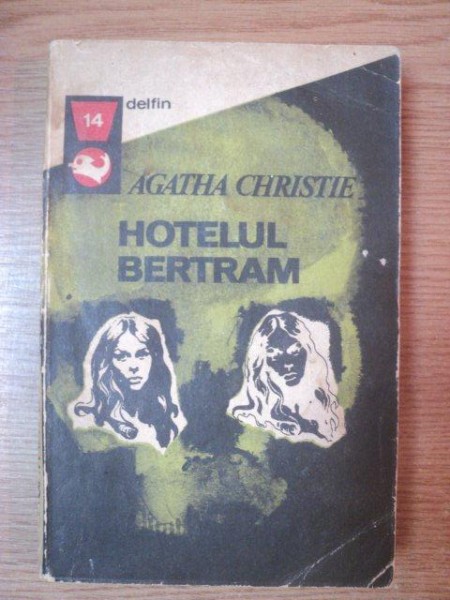 delfin
14
AGATHA CHRISTIE
HOTELUL
BERTRAM